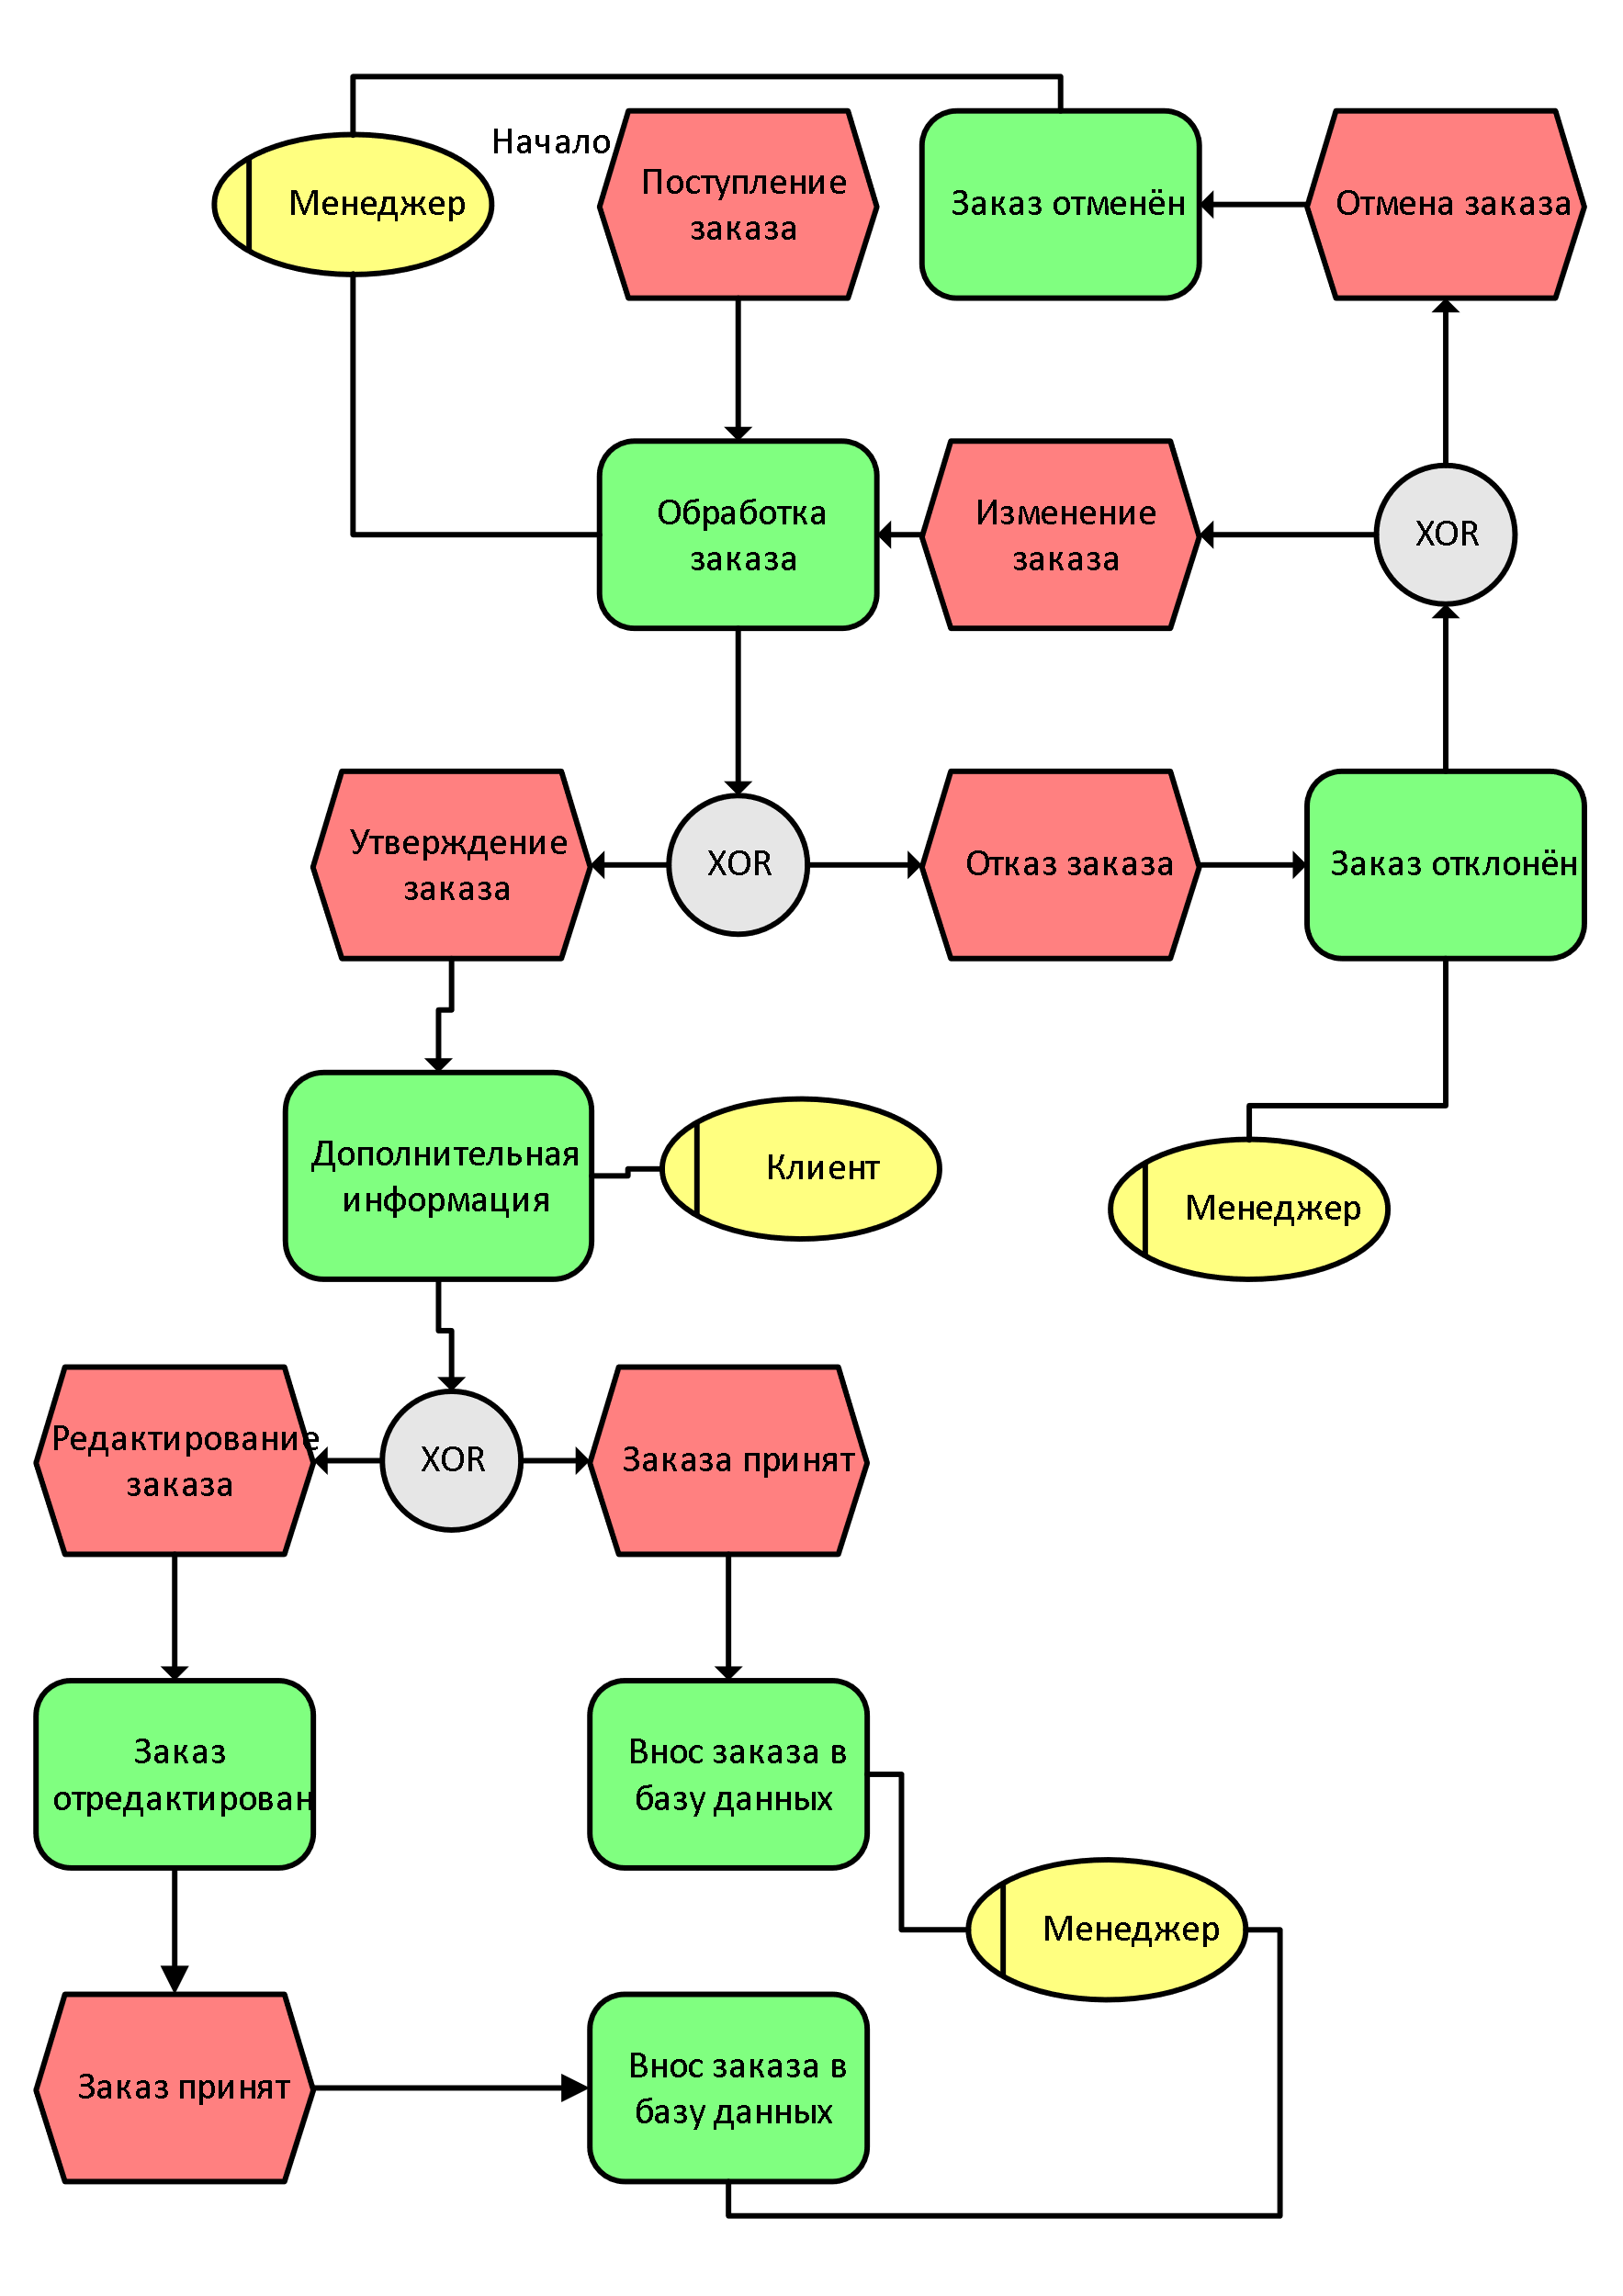 Начало
Менеджер
Поступление
заказа
Заказ отменён
Отмена заказа
Обработка
заказа
Изменение
заказа
XOR
Утверждение
заказа
XOR
Отказ заказа
Заказ отклонён
Дополнительная
информация
Клиент
Менеджер
Редактирование
заказа
XOR
Заказа принят
Заказ
отредактирован
Внос заказа в
базу данных
Менеджер
Заказ принят
Внос заказа в
базу данных